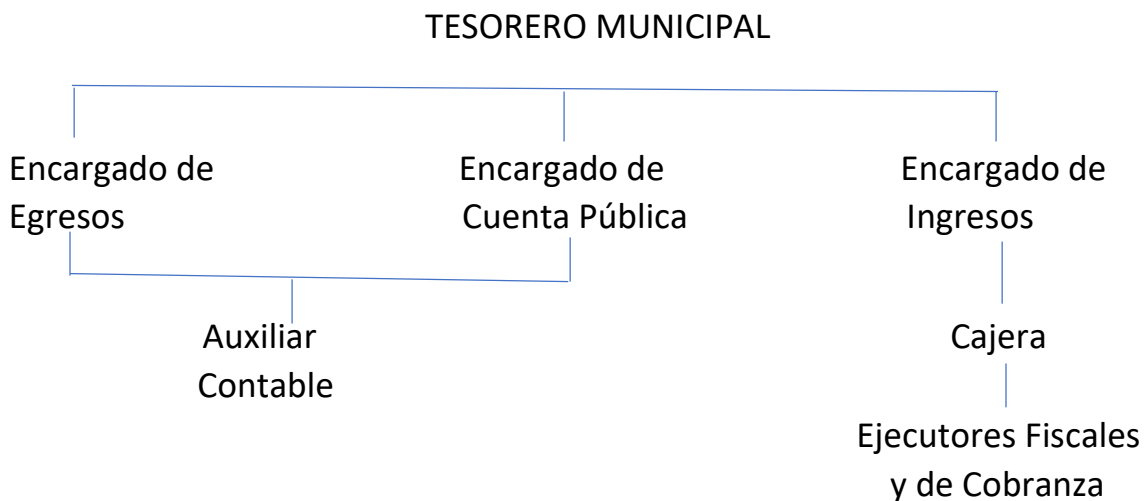 TESORERO MUNICIPAL
Encargado de
Egresos
Encargado de
Cuenta Pública
Encargado de
Ingresos
Auxiliar
Contable
Cajera
Ejecutores Fiscales
y de Cobranza